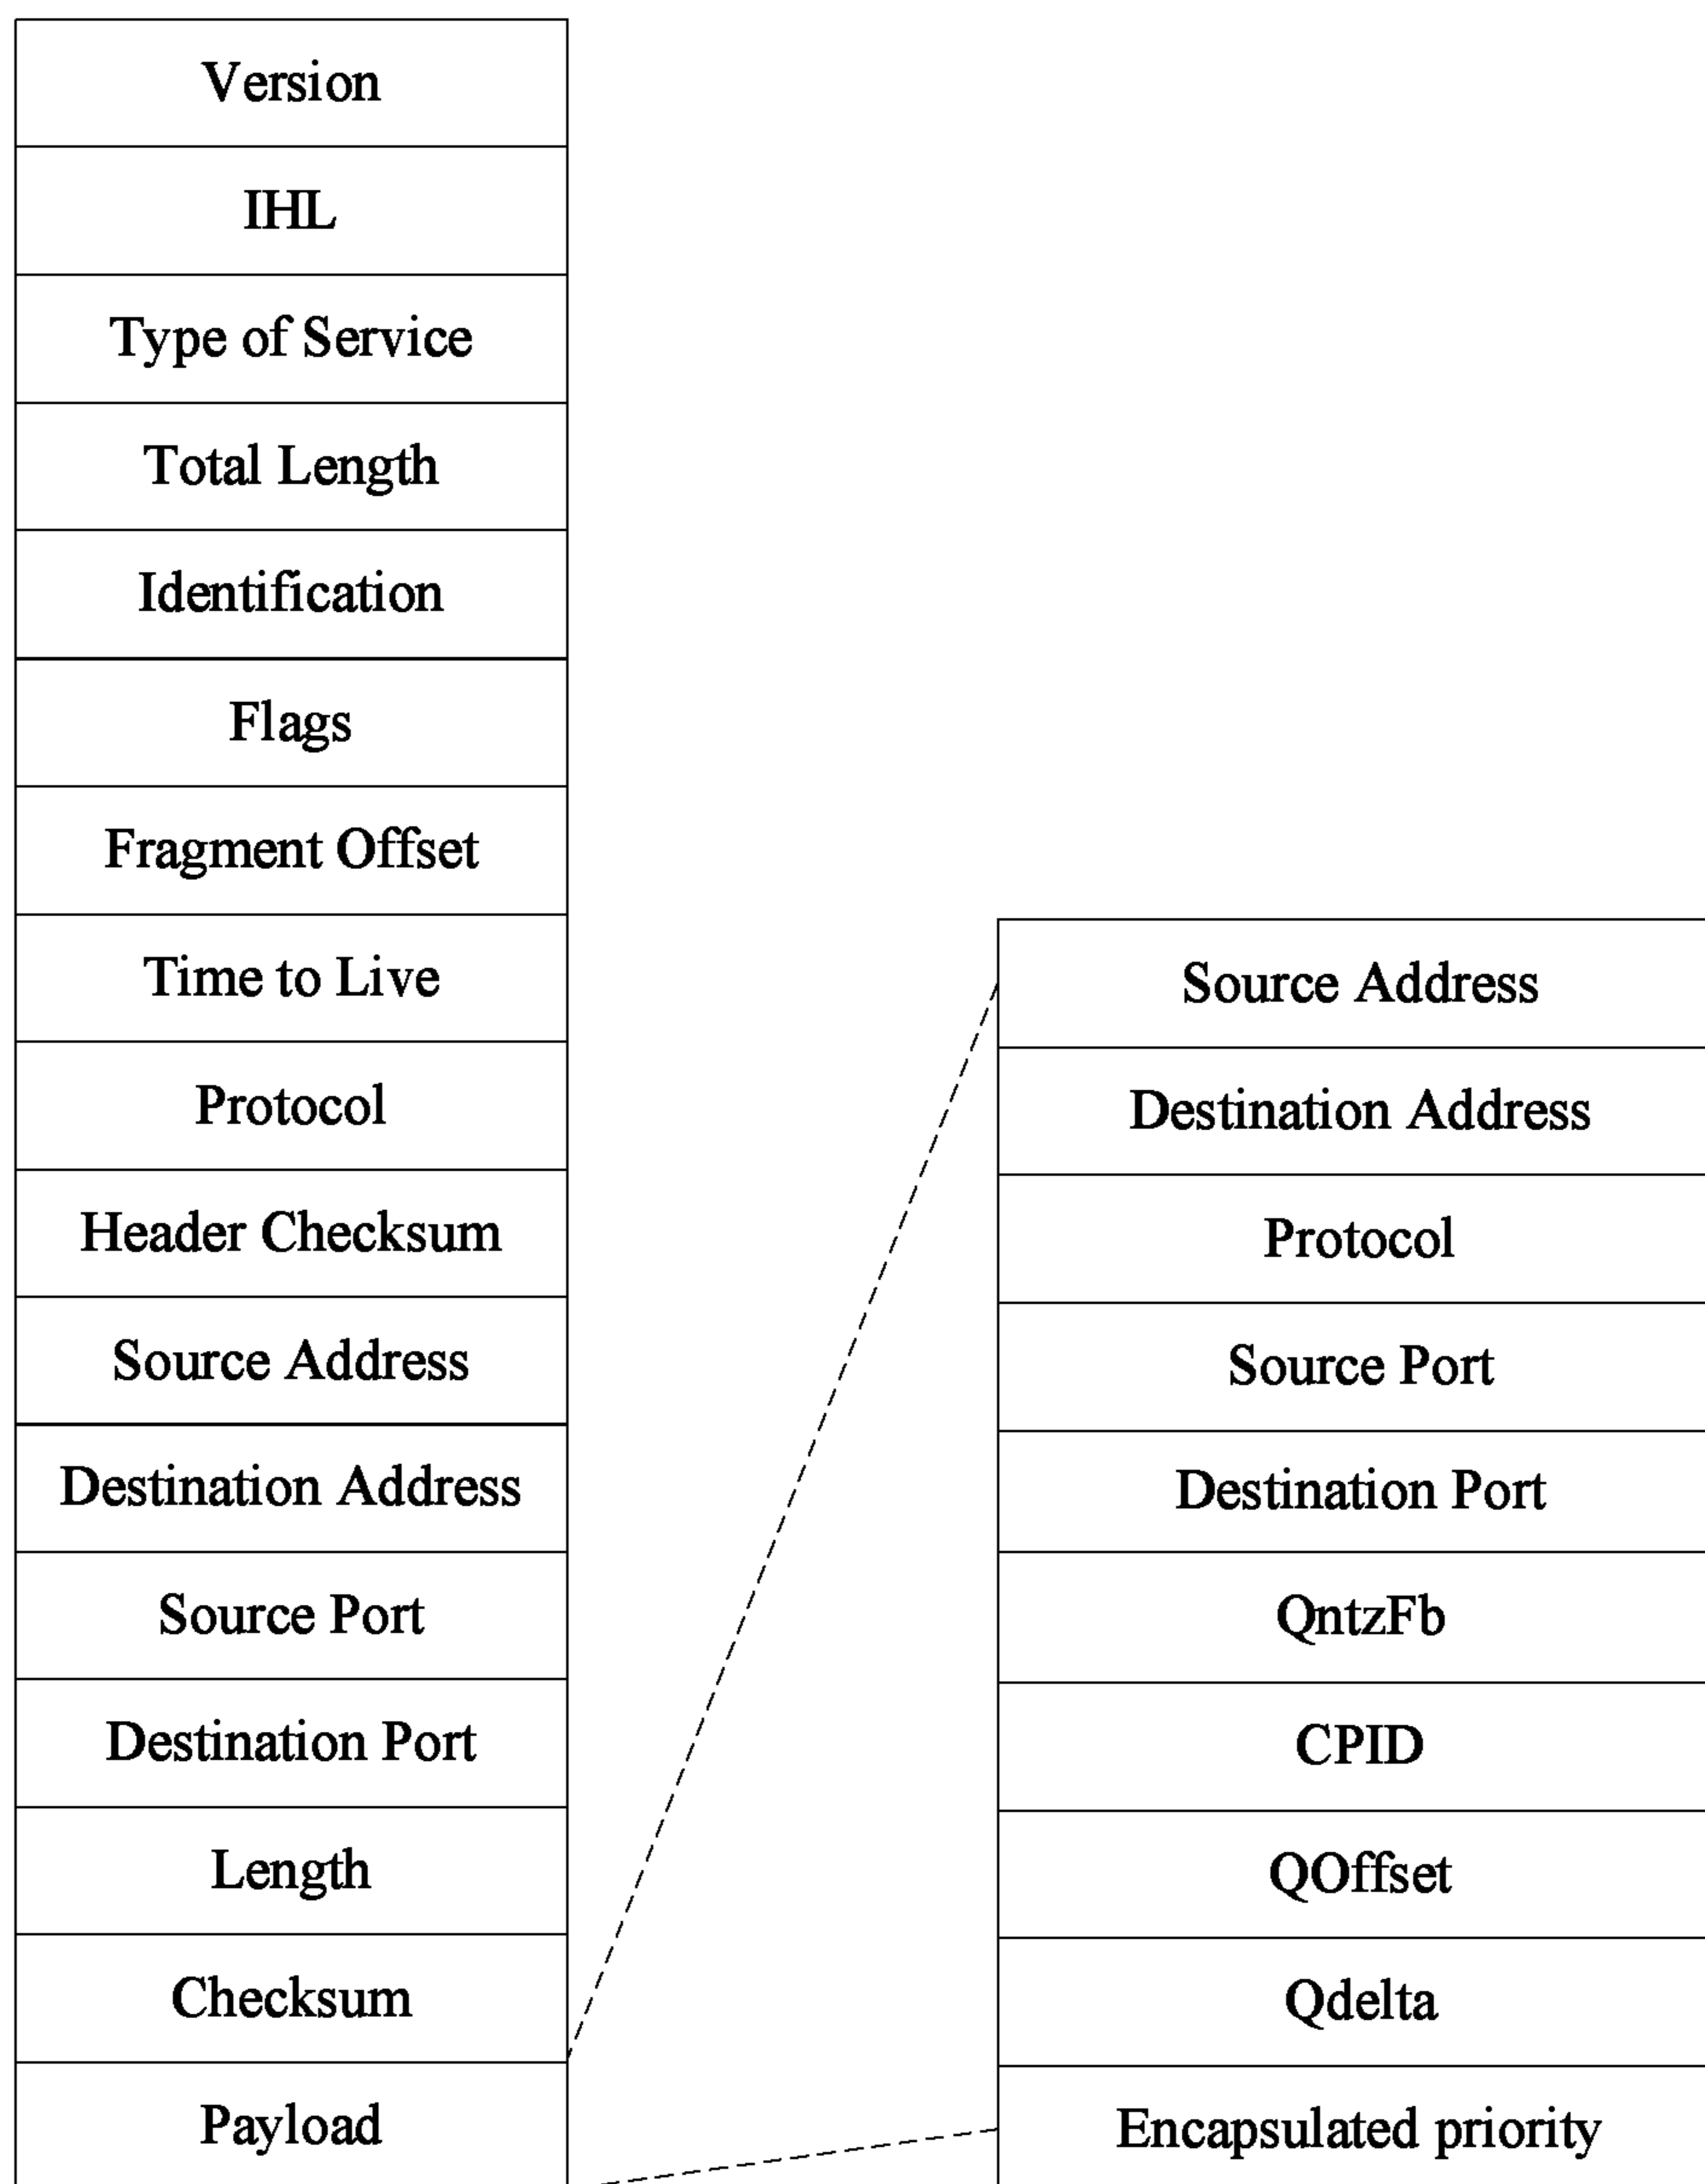 Version
IHL
Type of Service
Total Length
Identification
Flags
Fragment Offset
Time to Live
Protocol
Header Checksum
Source Address
Destination Address
Source Port
Destination Port
Length
Checksum
Payload
Source Address
Destination Address
Protocol
Source Port
Destination Port
QntzFb
CPID
QOffset
Qdelta
Encapsulated priority